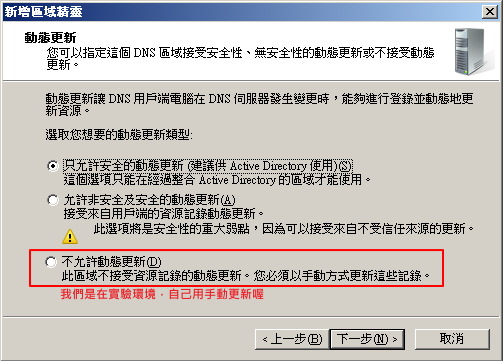 新增區域精靈
動態更新
您可以指定這個 DNS 區域接受安全性、無安全性的動態更新或不接受動態
更新。
動態更新讓 DNS 用戶端電腦在 DNS 伺服器發生變更時，能夠進行登錄並動態地更
新資源。
選取您想要的動態更新類型:
只允許安全的動態更新 (建議供 Active Directory 使用)(S)
這個選項只能在經過整合 Active Directory 的區域才能使用。
允許非安全及安全的動態更新(A)
接受來自用戶端的資源記錄動態更新。
此選項將是安全性的重大弱點，因為可以接受來自不受信任來源的更新。
不允許動態更新(D)
此區域不接受資源記錄的動態更新。您必須以手動方式更新這些記錄。
我們是在實驗環境，自己用手動更新喔
< 上一步(B) 下一步(N) > 取消